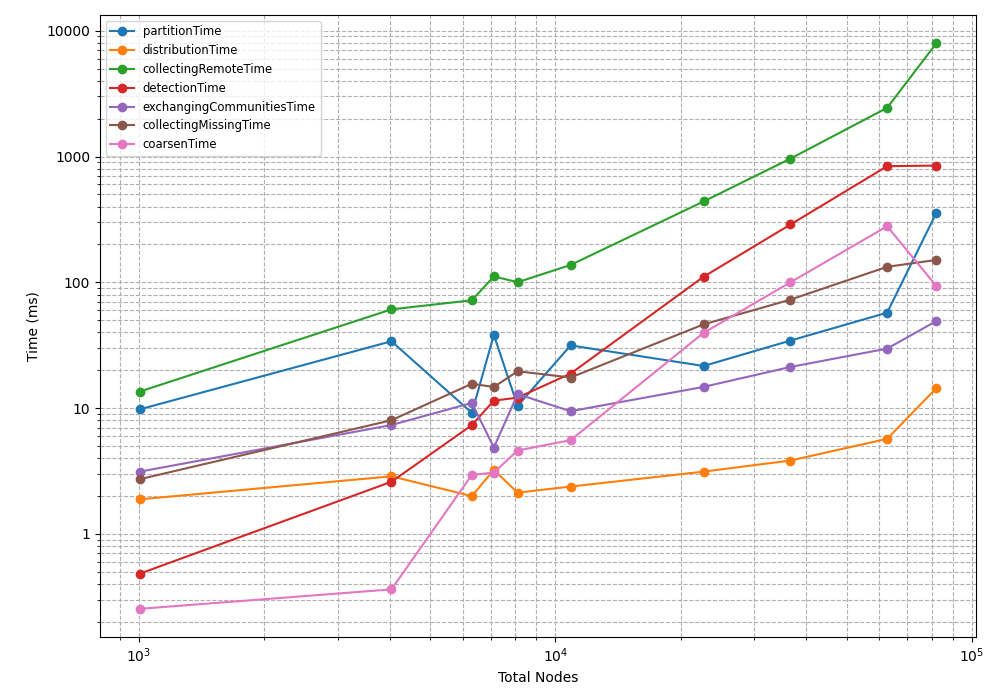 partitionTime
distributionTime
collectingRemoteTime
detectionTime
exchangingCommunitiesTime
collectingMissingTime
coarsenTime
Time (ms)
10000
1000
100
10
1
10³
10⁴
10⁵
Total Nodes